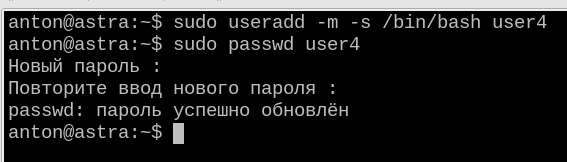 anton@astra:~$ sudo useradd -m -s /bin/bash user4
anton@astra:~$ sudo passwd user4
Новый пароль :
Повторите ввод нового пароля :
passwd: пароль успешно обновлён
anton@astra:~$